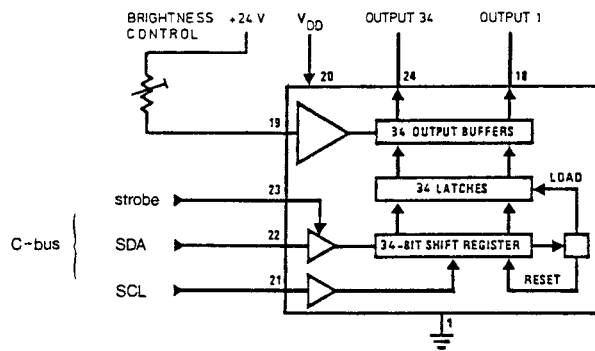 BRIGHTNESS +24 V
CONTROL
VDD
OUTPUT 34
OUTPUT 1
20
24
18
19
34 OUTPUT BUFFERS
LOAD
23
34 LATCHES
strobe
C-bus
SDA
22
34-BIT SHIFT REGISTER
SCL
21
RESET
1